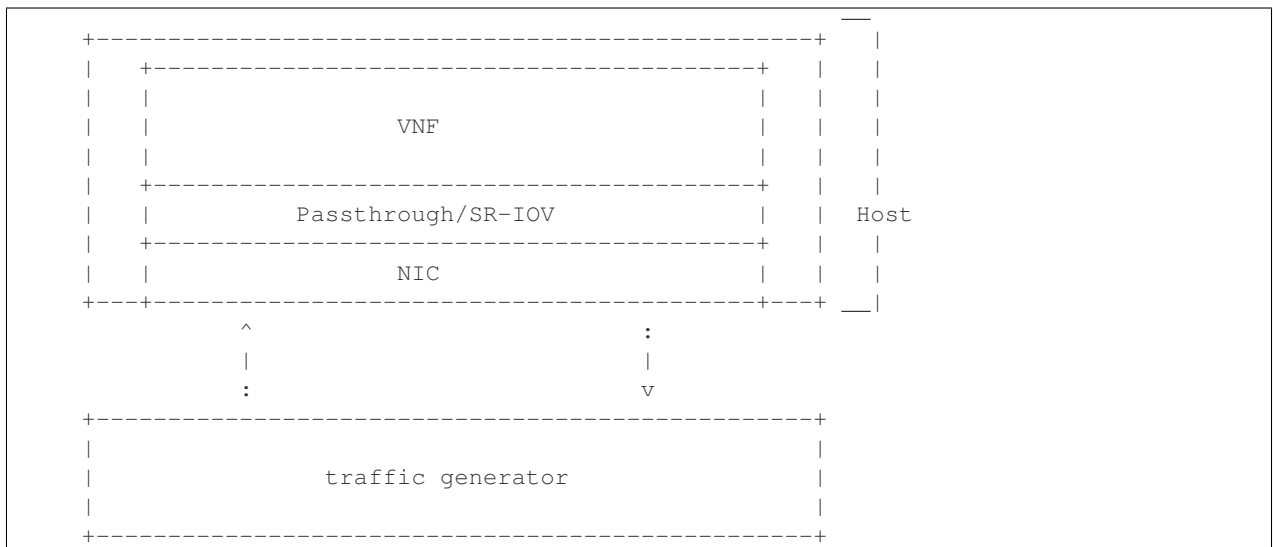 VNF
Passthrough/SR-IOV
Host
NIC
traffic generator